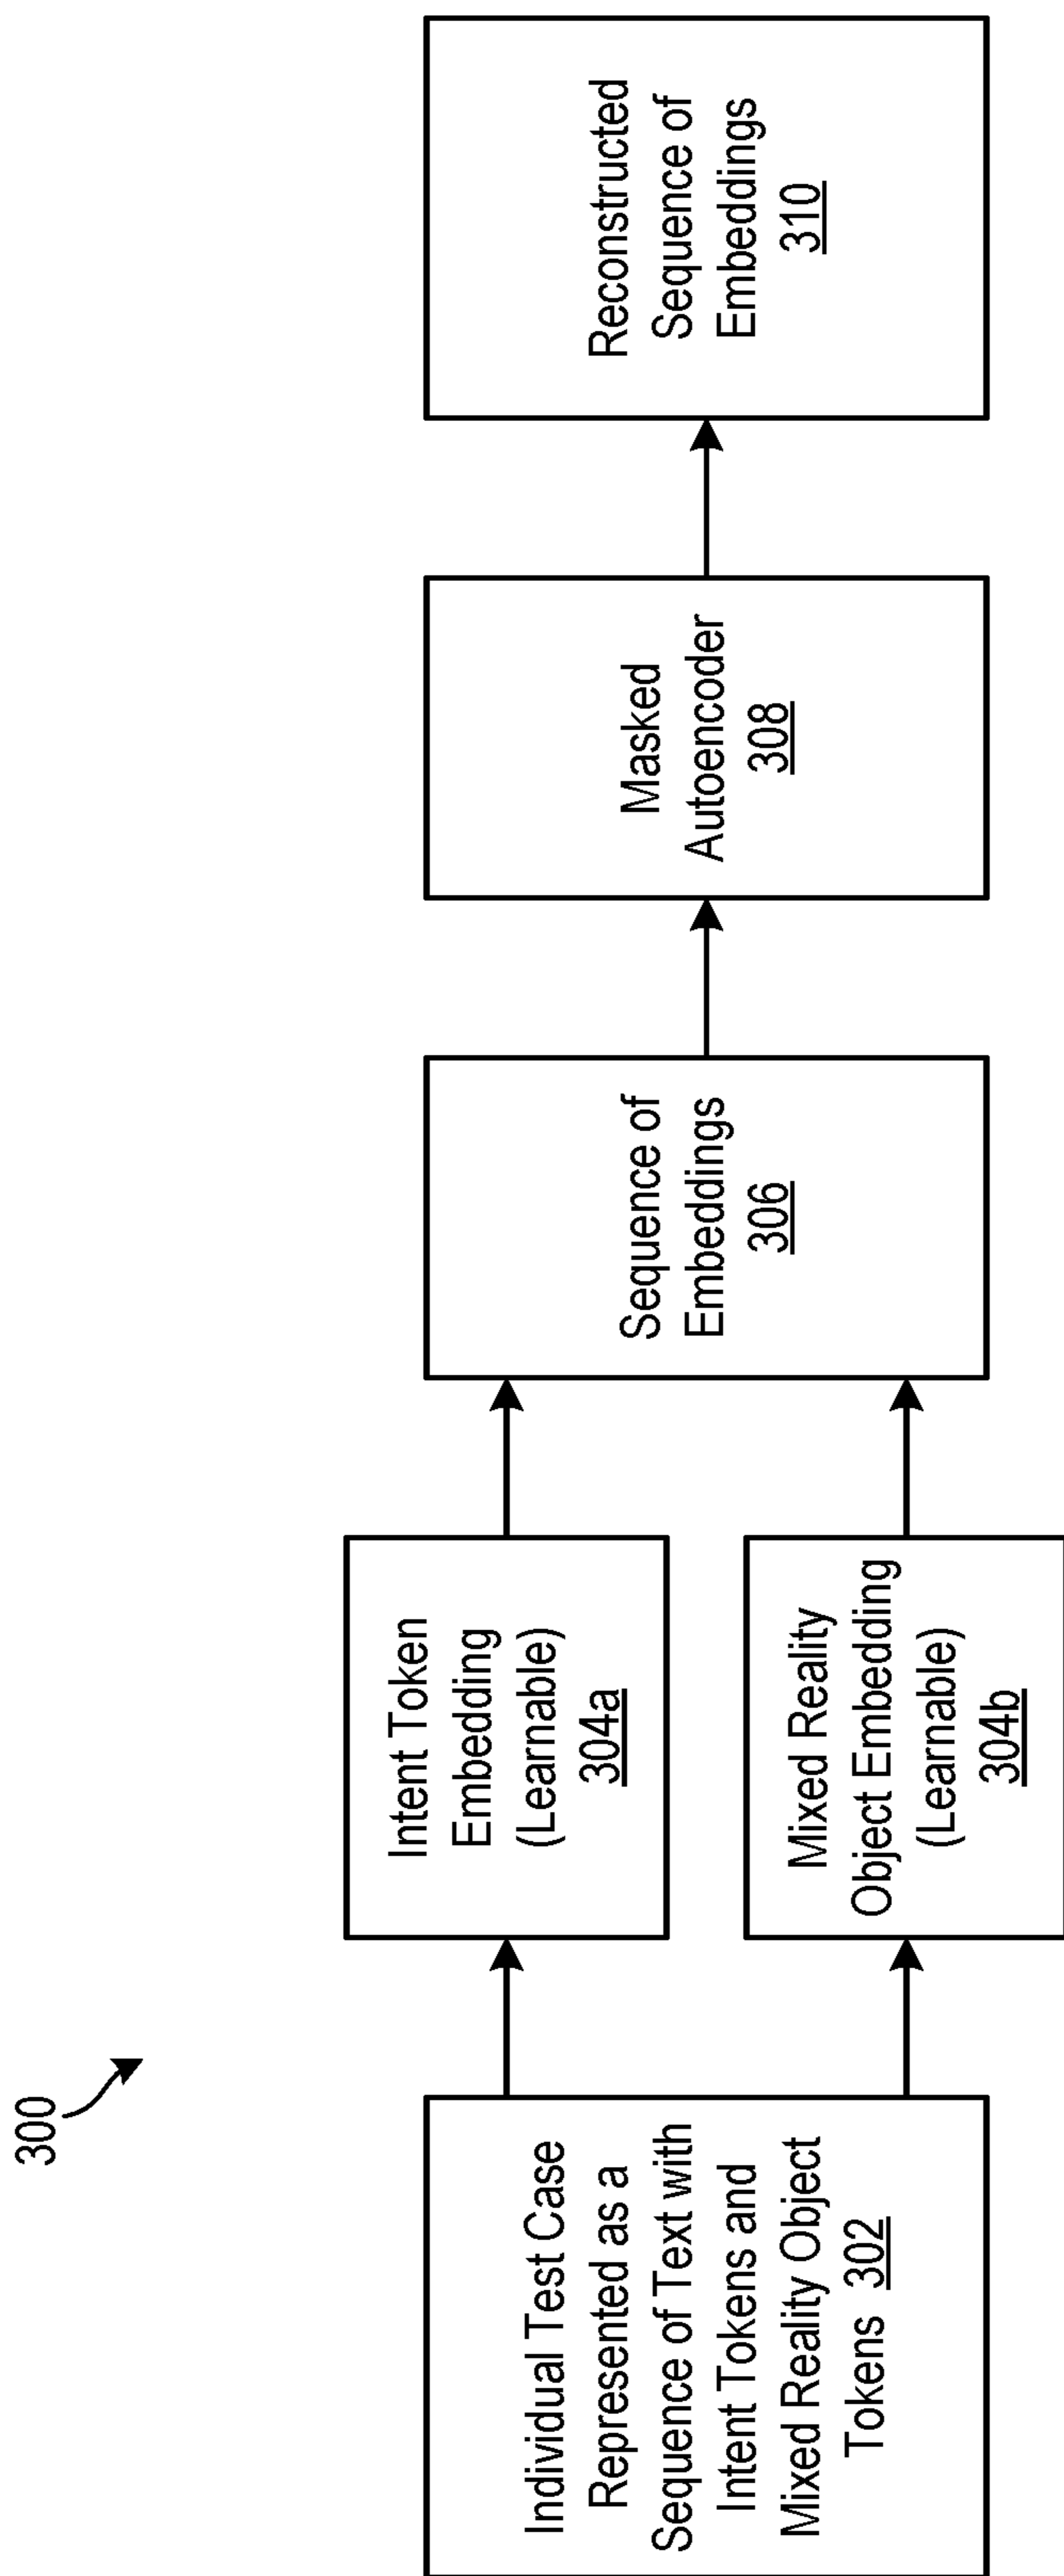 300
Individual Test Case
Represented as a
Sequence of Text with
Intent Tokens and
Mixed Reality Object
Tokens 302
Intent Token
Embedding
(Learnable)
304a
Mixed Reality
Object Embedding
(Learnable)
304b
Sequence of
Embeddings
306
Masked
Autoencoder
308
Reconstructed
Sequence of
Embeddings
310